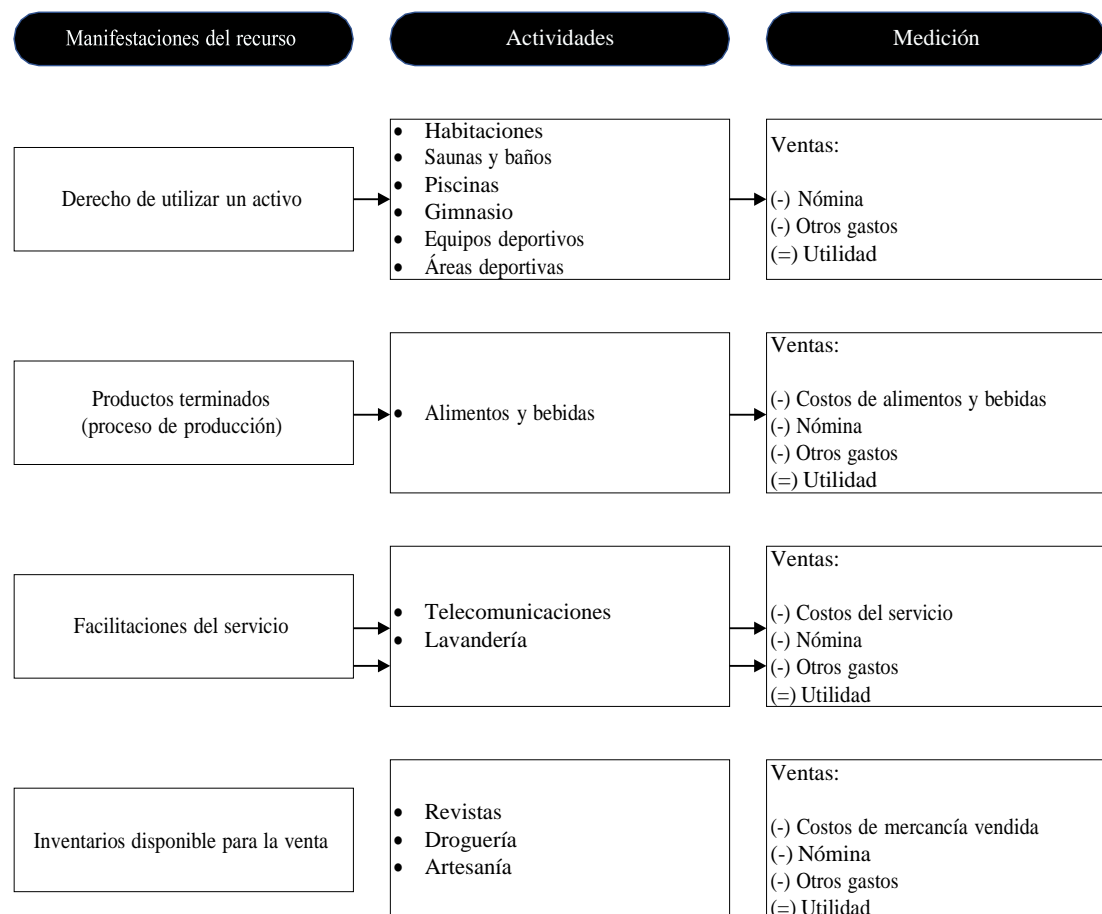 Manifestaciones del recurso
Actividades
Medición
Derecho de utilizar un activo
• Habitaciones
• Saunas y baños
• Piscinas
• Gimnasio
• Equipos deportivos
• Áreas deportivas
Ventas:
(-) Nómina
(-) Otros gastos
(=) Utilidad
Productos terminados
(proceso de producción)
• Alimentos y bebidas
Ventas:
(-) Costos de alimentos y bebidas
(-) Nómina
(-) Otros gastos
(=) Utilidad
Facilitaciones del servicio
• Telecomunicaciones
• Lavandería
Ventas:
(-) Costos del servicio
(-) Nómina
(-) Otros gastos
(=) Utilidad
Inventarios disponible para la venta
• Revistas
• Droguería
• Artesanía
Ventas:
(-) Costos de mercancía vendida
(-) Nómina
(-) Otros gastos
(=) Utilidad